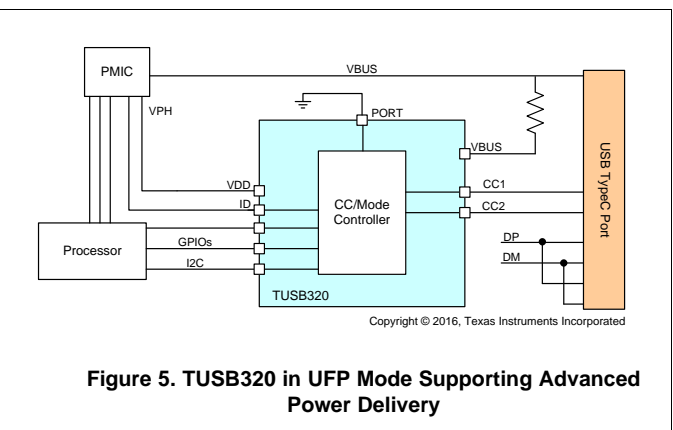 PMIC
VBUS
VPH
PORT
VBUS
VDD
ID
CC/Mode
Controller
CC1
CC2
USB TypeC Port
Processor
GPIOs
I2C
DP
DM
TUSB320
Copyright © 2016, Texas Instruments Incorporated
Figure 5. TUSB320 in UFP Mode Supporting Advanced
Power Delivery